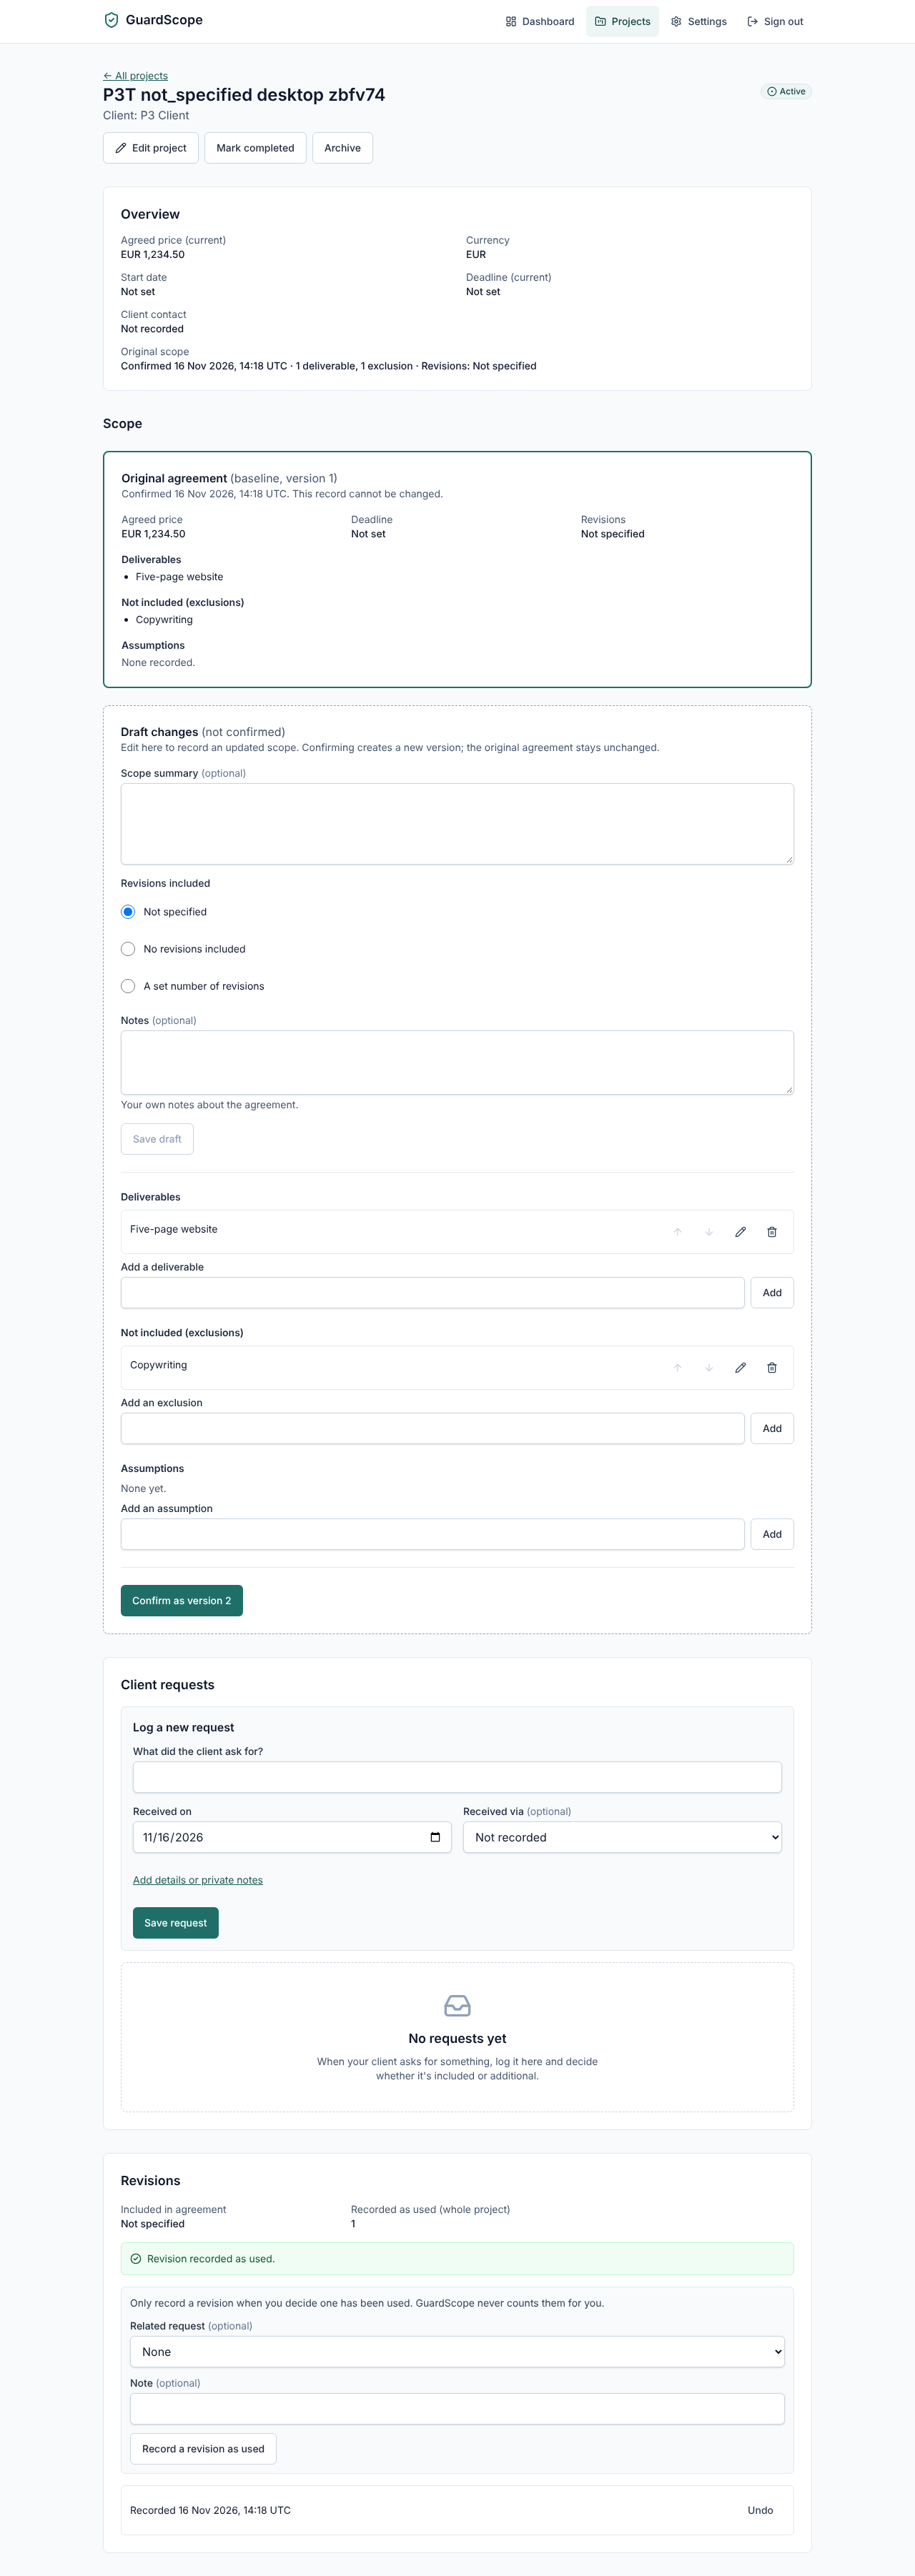 GuardScope
Dashboard
Projects
Settings
Sign out
← All projects
P3T not_specified desktop zbfv74
Active
Client: P3 Client
Edit project
Mark completed
Archive
Overview
Agreed price (current)
EUR 1,234.50
Currency
EUR
Start date
Not set
Deadline (current)
Not set
Client contact
Not recorded
Original scope
Confirmed 16 Nov 2026, 14:18 UTC · 1 deliverable, 1 exclusion · Revisions: Not specified
Scope
Original agreement (baseline, version 1)
Confirmed 16 Nov 2026, 14:18 UTC. This record cannot be changed.
Agreed price
EUR 1,234.50
Deadline
Not set
Revisions
Not specified
Deliverables
• Five-page website
Not included (exclusions)
• Copywriting
Assumptions
None recorded.
Draft changes (not confirmed)
Edit here to record an updated scope. Confirming creates a new version; the original agreement stays unchanged.
Scope summary (optional)
Revisions included
Not specified
No revisions included
A set number of revisions
Notes (optional)
Your own notes about the agreement.
Save draft
Deliverables
Five-page website
Add a deliverable
Add
Not included (exclusions)
Copywriting
Add an exclusion
Add
Assumptions
None yet.
Add an assumption
Add
Confirm as version 2
Client requests
Log a new request
What did the client ask for?
Received on
11/16/2026
Received via (optional)
Not recorded
Add details or private notes
Save request
No requests yet
When your client asks for something, log it here and decide
whether it's included or additional.
Revisions
Included in agreement
Not specified
Recorded as used (whole project)
1
Revision recorded as used.
Only record a revision when you decide one has been used. GuardScope never counts them for you.
Related request (optional)
None
Note (optional)
Record a revision as used
Recorded 16 Nov 2026, 14:18 UTC
Undo